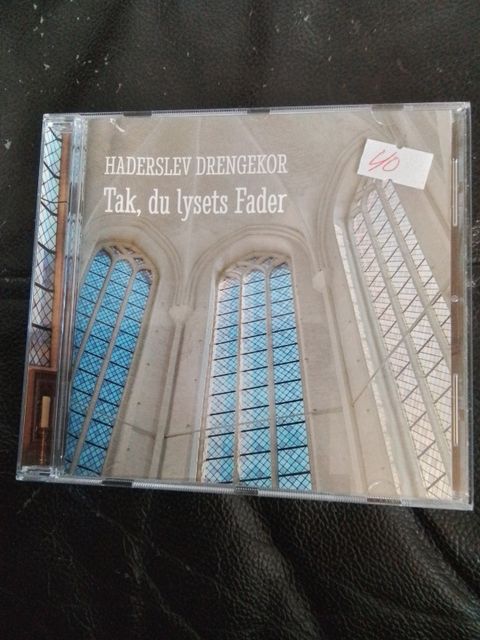 HADERSLEV DRENGEKOR
Tak, du lysets Fader
40